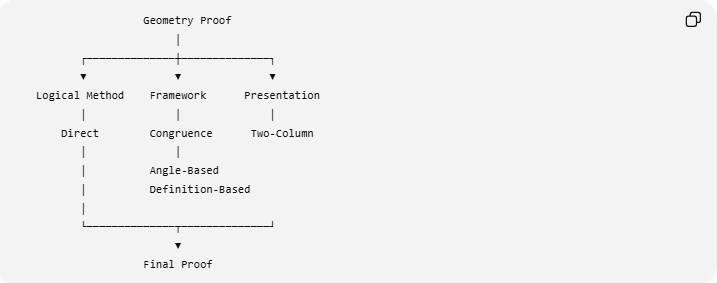 Geometry Proof
Logical Method Framework Presentation
Direct Congruence Two-Column
Angle-Based
Definition-Based
Final Proof